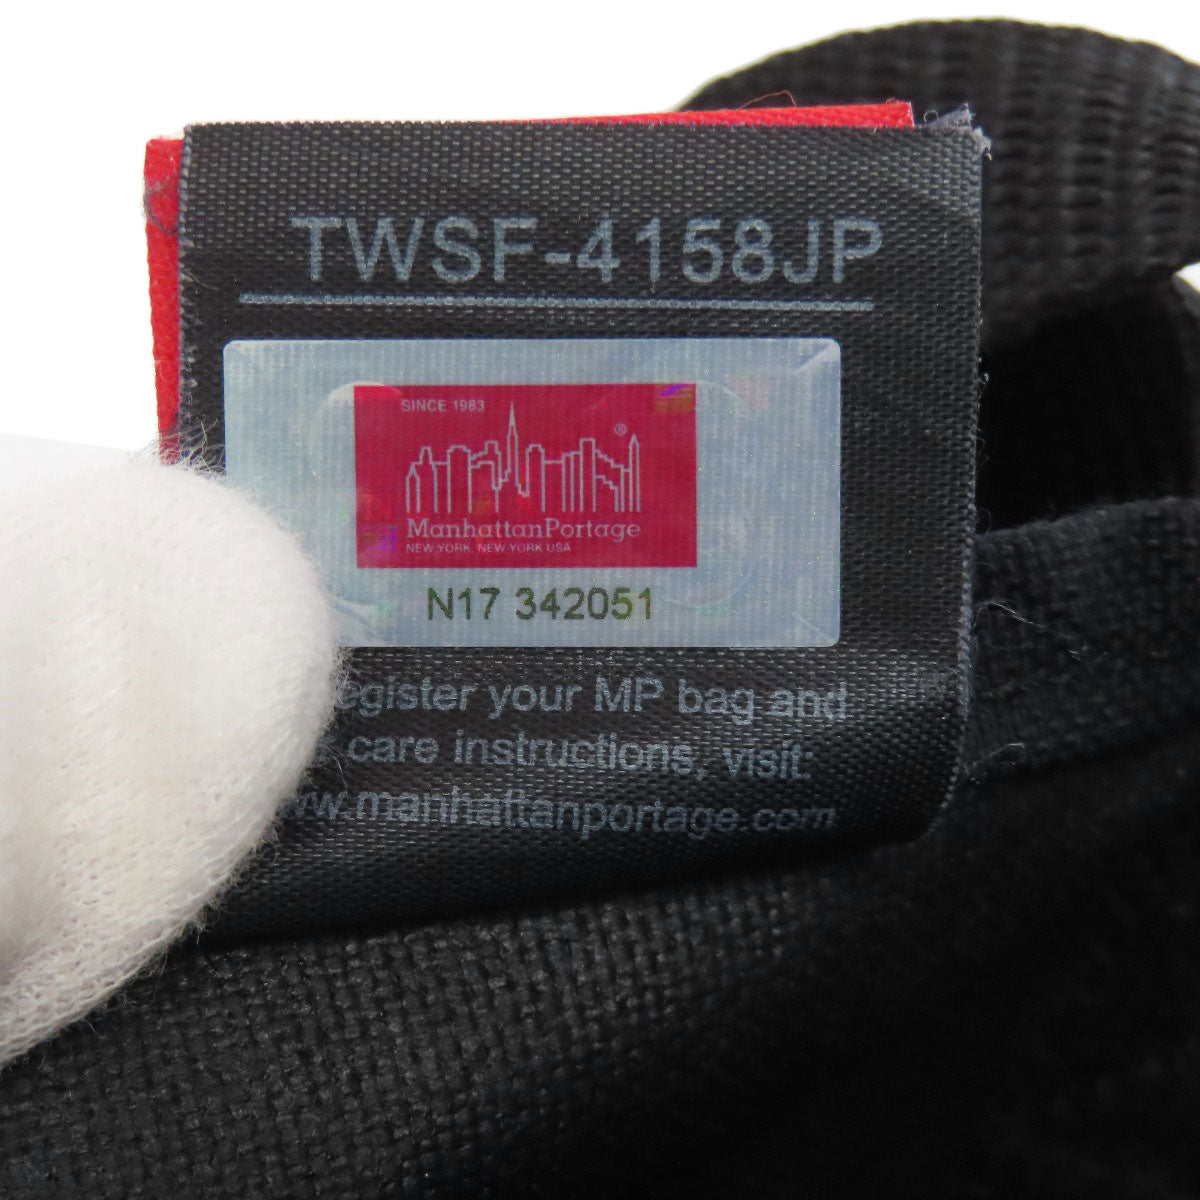 TWSF-4158JP
SINCE 1983
®
ManhattanPortage
NEW YORK, NEW YORK USA
N17 342051
your MP bag and
care instructions, visit:
www.manhattanportage.com